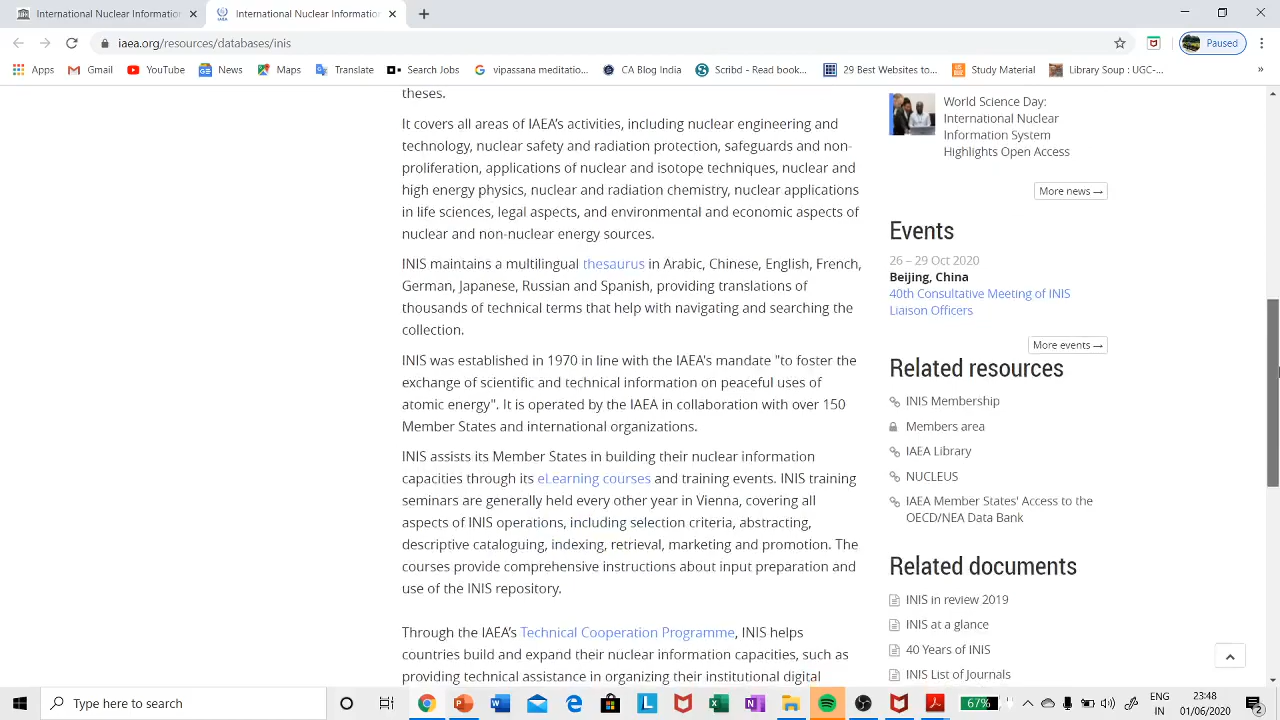 International Nuclear Information
International Nuclear Information
iaea.org/resources/databases/inis
Paused
Apps
Gmail
YouTube
News
Maps
Translate
Search Jobs
vipassana meditatio...
CA Blog India
Scribd - Read book...
29 Best Websites to...
Study Material
Library Soup : UGC-...
»
theses.
It covers all areas of IAEA's activities, including nuclear engineering and
technology, nuclear safety and radiation protection, safeguards and non-
proliferation, applications of nuclear and isotope techniques, nuclear and
high energy physics, nuclear and radiation chemistry, nuclear applications
in life sciences, legal aspects, and environmental and economic aspects of
nuclear and non-nuclear energy sources.
INIS maintains a multilingual thesaurus in Arabic, Chinese, English, French,
German, Japanese, Russian and Spanish, providing translations of
thousands of technical terms that help with navigating and searching the
collection.
INIS was established in 1970 in line with the IAEA's mandate "to foster the
exchange of scientific and technical information on peaceful uses of
atomic energy". It is operated by the IAEA in collaboration with over 150
Member States and international organizations.
INIS assists its Member States in building their nuclear information
capacities through its eLearning courses and training events. INIS training
seminars are generally held every other year in Vienna, covering all
aspects of INIS operations, including selection criteria, abstracting,
descriptive cataloguing, indexing, retrieval, marketing and promotion. The
courses provide comprehensive instructions about input preparation and
use of the INIS repository.
Through the IAEA's Technical Cooperation Programme, INIS helps
countries build and expand their nuclear information capacities, such as
providing technical assistance in organizing their institutional digital
World Science Day:
International Nuclear
Information System
Highlights Open Access
More news →
Events
26 – 29 Oct 2020
Beijing, China
40th Consultative Meeting of INIS
Liaison Officers
More events →
Related resources
INIS Membership
Members area
IAEA Library
NUCLEUS
IAEA Member States' Access to the
OECD/NEA Data Bank
Related documents
INIS in review 2019
INIS at a glance
40 Years of INIS
INIS List of Journals
Type here to search
67%
ENG
IN
23:48
01/06/2020
2